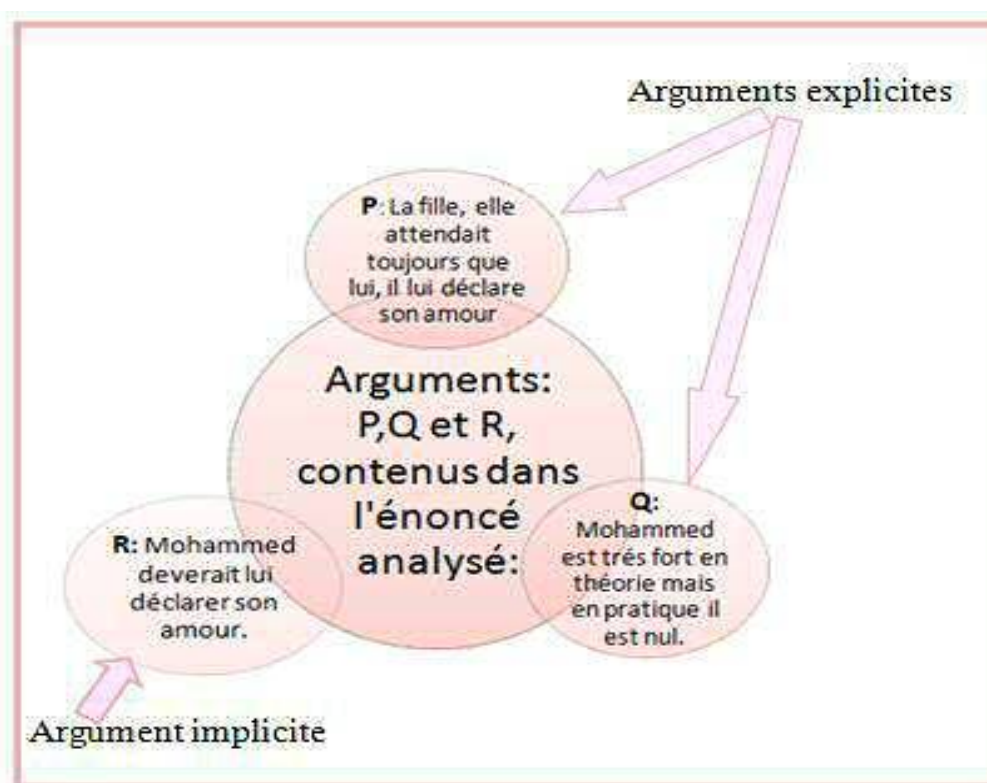 Arguments explicites
P: La fille, elle
attendait
toujours que
lui, il lui déclare
son amour
Arguments:
P,Q et R,
contenus dans
l'énoncé
analysé:
Q:
Mohammed
est trés fort en
théorie mais
en pratique il
est nul.
R: Mohammed
deverait lui
déclarer son
amour.
Argument implicite